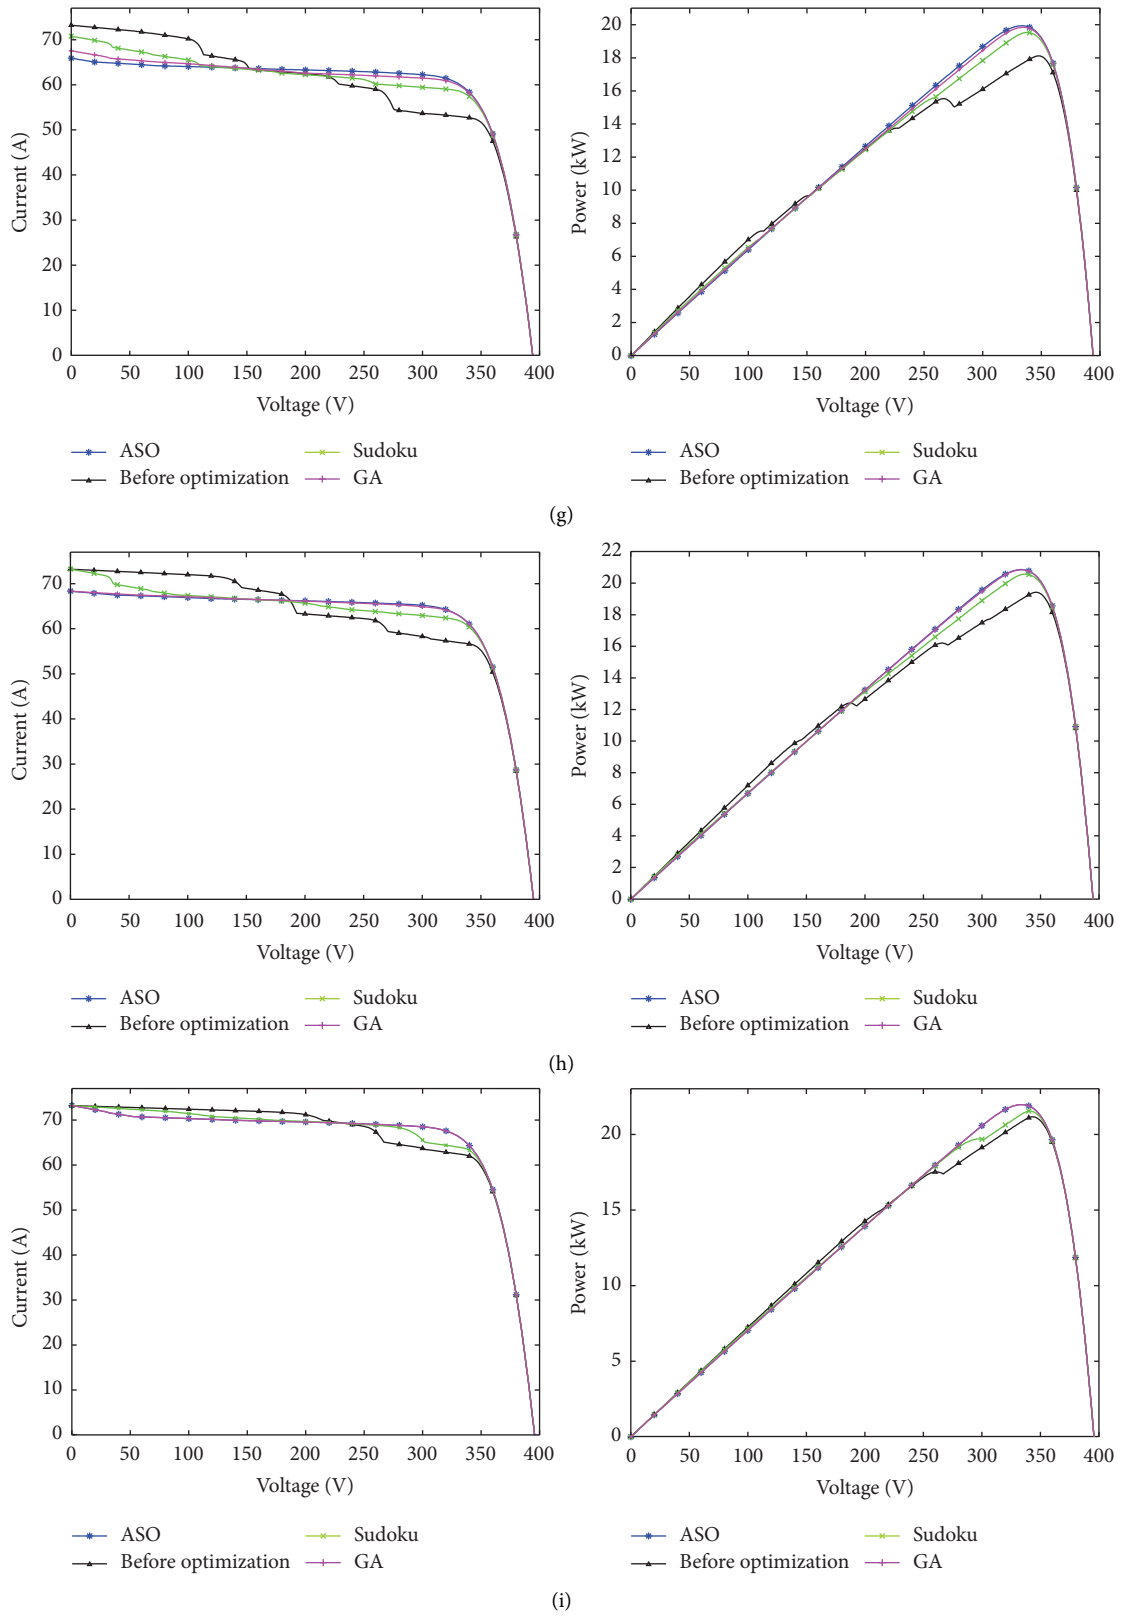 70
60
50
40
30
20
10
0
Current (A)
0 50 100 150 200 250 300 350 400
Voltage (V)
ASO
Before optimization
Sudoku
GA
20
18
16
14
12
10
8
6
4
2
0
Power (kW)
0 50 100 150 200 250 300 350 400
Voltage (V)
ASO
Before optimization
Sudoku
GA
(g)
70
60
50
40
30
20
10
0
Current (A)
0 50 100 150 200 250 300 350 400
Voltage (V)
ASO
Before optimization
Sudoku
GA
22
20
18
16
14
12
10
8
6
4
2
0
Power (kW)
0 50 100 150 200 250 300 350 400
Voltage (V)
ASO
Before optimization
Sudoku
GA
(h)
70
60
50
40
30
20
10
0
Current (A)
0 50 100 150 200 250 300 350 400
Voltage (V)
ASO
Before optimization
Sudoku
GA
20
15
10
5
0
Power (kW)
0 50 100 150 200 250 300 350 400
Voltage (V)
ASO
Before optimization
Sudoku
GA
(i)